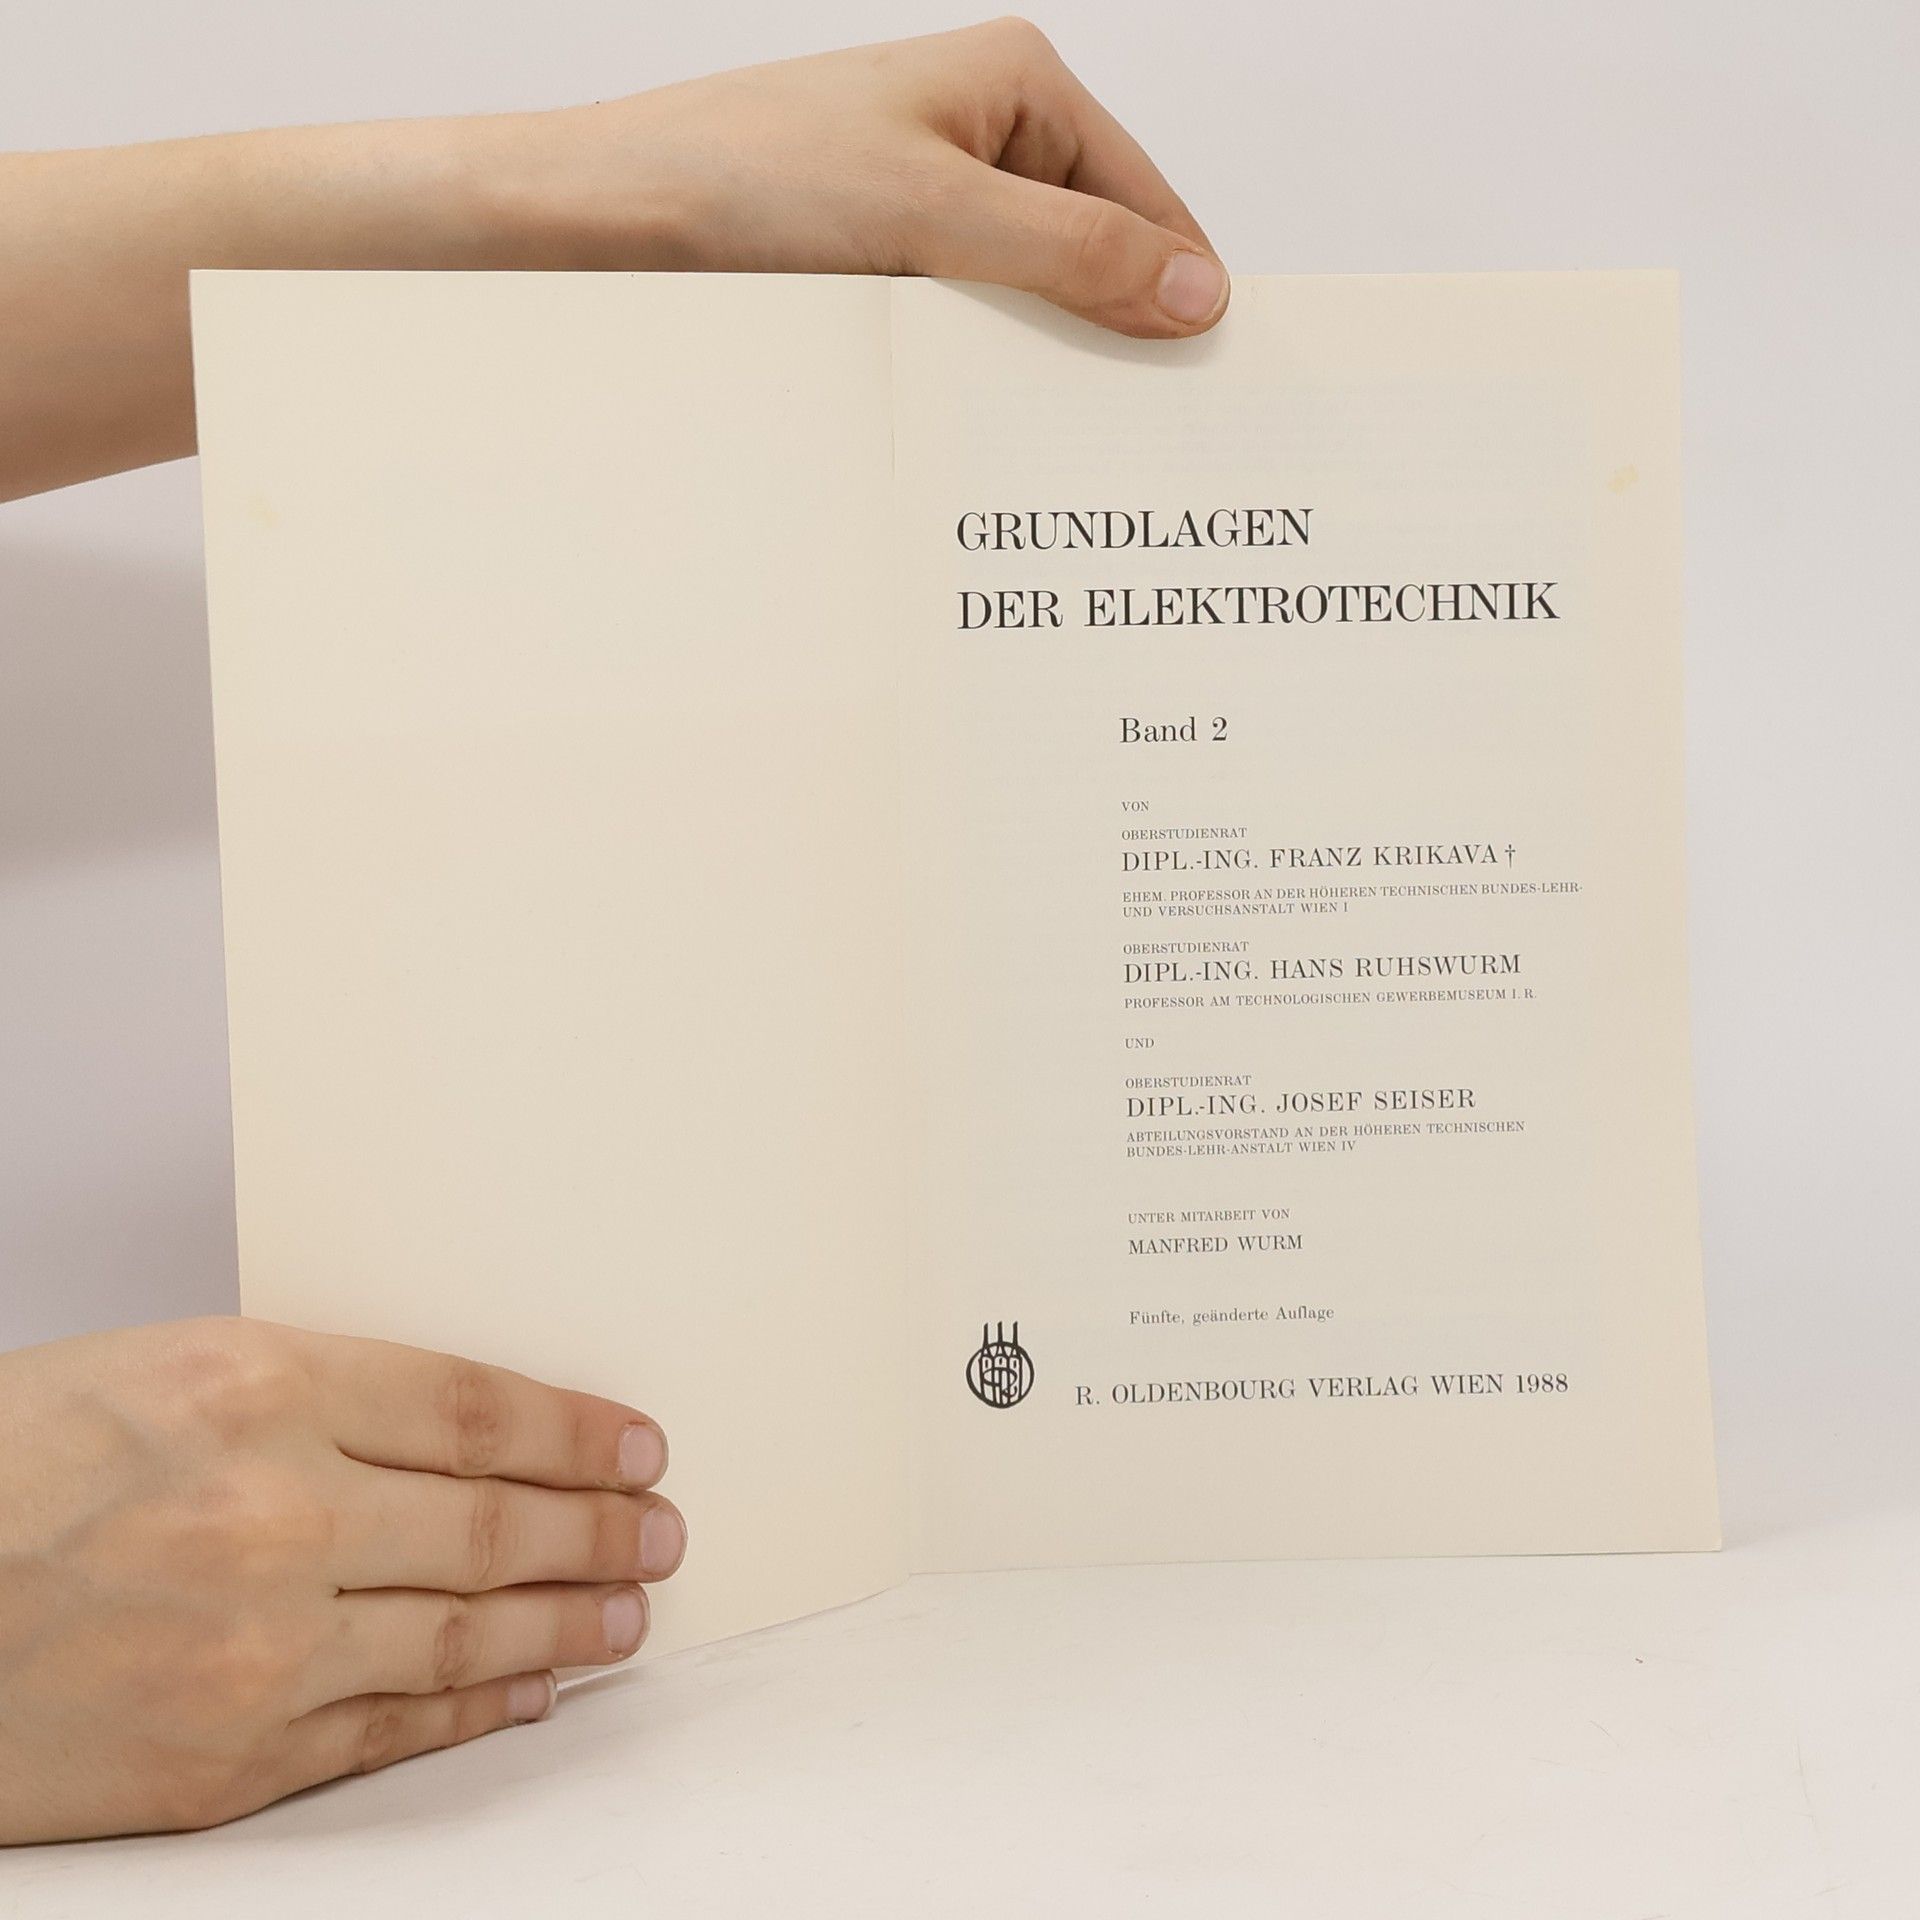 GRUNDLAGEN
DER ELEKTROTECHNIK
Band 2
VON
OBERSTUDIENRAT
DIPL.-ING. FRANZ KRIKAVA †
EHEM. PROFESSOR AN DER HÖHEREN TECHNISCHEN BUNDES-LEHR-
UND VERSUCHSANSTALT WIEN I
OBERSTUDIENRAT
DIPL.-ING. HANS RUHSWURM
PROFESSOR AM TECHNOLOGISCHEN GEWERBEMUSEUM I. R.
UND
OBERSTUDIENRAT
DIPL.-ING. JOSEF SEISER
ABTEILUNGSVORSTAND AN DER HÖHEREN TECHNISCHEN
BUNDES-LEHR-ANSTALT WIEN IV
UNTER MITARBEIT VON
MANFRED WURM
Fünfte, geänderte Auflage
R. OLDENBOURG VERLAG WIEN 1988